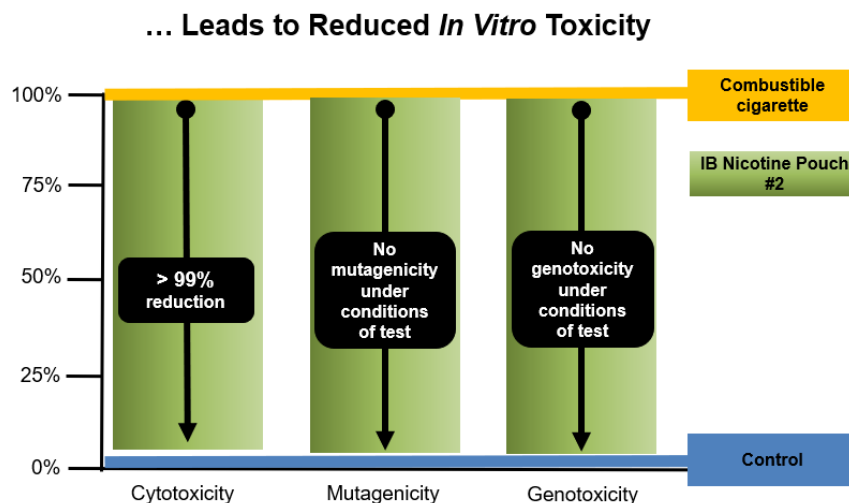 ... Leads to Reduced In Vitro Toxicity
100%
75%
50%
25%
0%
Combustible
cigarette
IB Nicotine Pouch
#2
Control
> 99%
reduction
No
mutagenicity
under
conditions
of test
No
genotoxicity
under
conditions
of test
Cytotoxicity
Mutagenicity
Genotoxicity